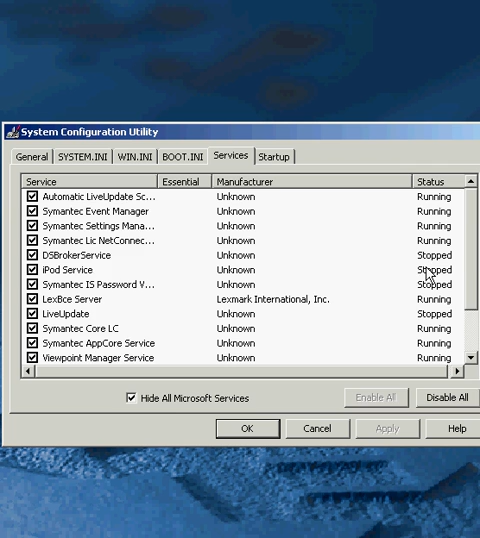 System Configuration Utility
General SYSTEM.INI WIN.INI BOOT.INI Services Startup
Service Essential Manufacturer Status
Automatic LiveUpdate Sc... Unknown Running
Symantec Event Manager Unknown Running
Symantec Settings Mana... Unknown Running
Symantec Lic NetConnec... Unknown Running
DSBrokerService Unknown Stopped
iPod Service Unknown Stopped
Symantec IS Password V... Unknown Stopped
LexBce Server Lexmark International, Inc. Running
LiveUpdate Unknown Stopped
Symantec Core LC Unknown Running
Symantec AppCore Service Unknown Running
Viewpoint Manager Service Unknown Running
Hide All Microsoft Services Enable All Disable All
OK Cancel Apply Help